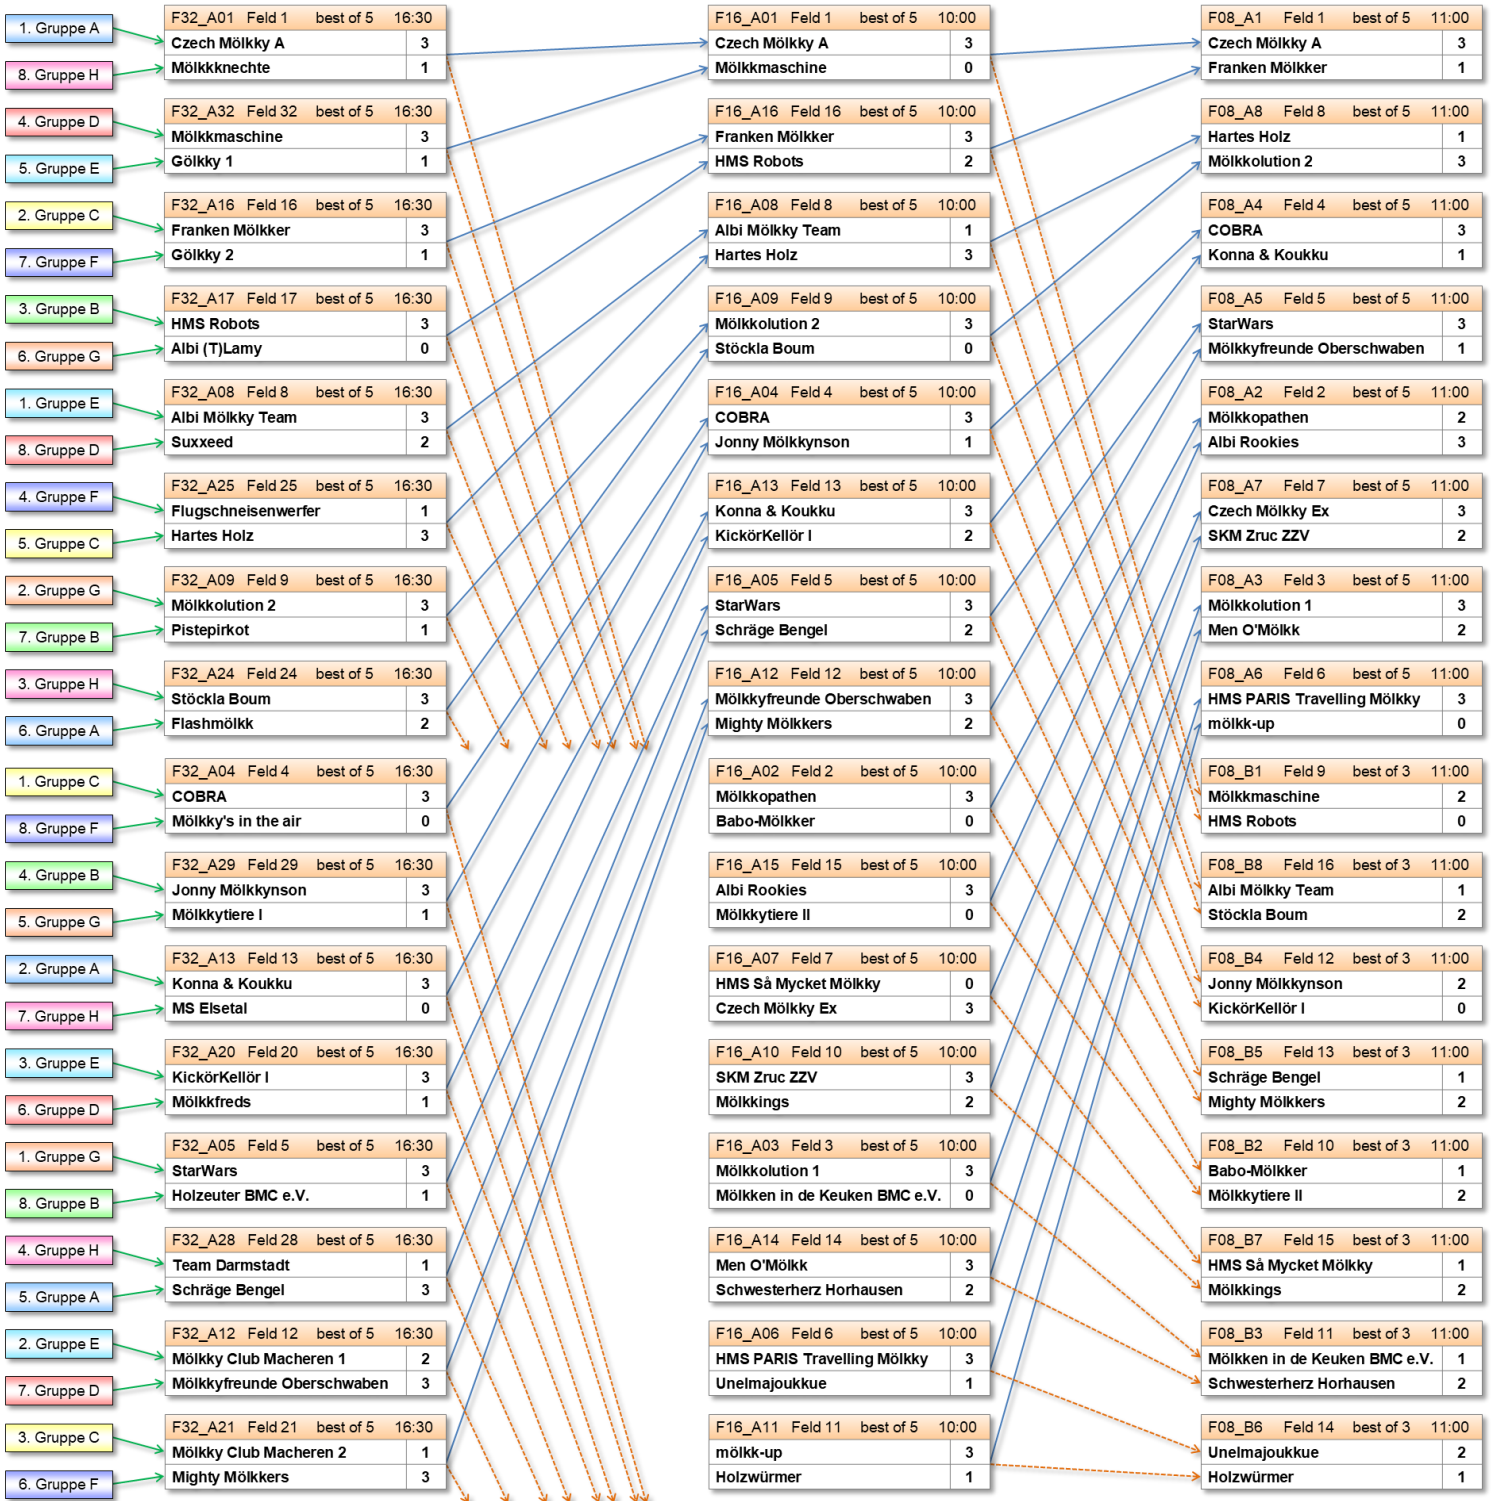 1. Gruppe A
8. Gruppe H
4. Gruppe D
5. Gruppe E
2. Gruppe C
7. Gruppe F
3. Gruppe B
6. Gruppe G
1. Gruppe E
8. Gruppe D
4. Gruppe F
5. Gruppe C
2. Gruppe G
7. Gruppe B
3. Gruppe H
6. Gruppe A
1. Gruppe C
8. Gruppe F
4. Gruppe B
5. Gruppe G
2. Gruppe A
7. Gruppe H
3. Gruppe E
6. Gruppe D
1. Gruppe G
8. Gruppe B
4. Gruppe H
5. Gruppe A
2. Gruppe E
7. Gruppe D
3. Gruppe C
6. Gruppe F
F32_A01 Feld 1 best of 5 16:30
Czech Mölkky A 3
Mölkkknechte 1
F32_A32 Feld 32 best of 5 16:30
Mölkkmaschine 3
Gölkky 1 1
F32_A16 Feld 16 best of 5 16:30
Franken Mölkker 3
Gölkky 2 1
F32_A17 Feld 17 best of 5 16:30
HMS Robots 3
Albi (T)Lamy 0
F32_A08 Feld 8 best of 5 16:30
Albi Mölkky Team 3
Suxxeed 2
F32_A25 Feld 25 best of 5 16:30
Flugschneisenwerfer 1
Hartes Holz 3
F32_A09 Feld 9 best of 5 16:30
Mölkkolution 2 3
Pistepirkot 1
F32_A24 Feld 24 best of 5 16:30
Stöckla Boum 3
Flashmölkk 2
F32_A04 Feld 4 best of 5 16:30
COBRA 3
Mölkky's in the air 0
F32_A29 Feld 29 best of 5 16:30
Jonny Mölkkynson 3
Mölkkytiere I 1
F32_A13 Feld 13 best of 5 16:30
Konna & Koukku 3
MS Elsetal 0
F32_A20 Feld 20 best of 5 16:30
KickörKellör I 3
Mölkkfreds 1
F32_A05 Feld 5 best of 5 16:30
StarWars 3
Holzeuter BMC e.V. 1
F32_A28 Feld 28 best of 5 16:30
Team Darmstadt 1
Schräge Bengel 3
F32_A12 Feld 12 best of 5 16:30
Mölkky Club Macheren 1 2
Mölkkyfreunde Oberschwaben 3
F32_A21 Feld 21 best of 5 16:30
Mölkky Club Macheren 2 1
Mighty Mölkkers 3
F16_A01 Feld 1 best of 5 10:00
Czech Mölkky A 3
Mölkkmaschine 0
F16_A16 Feld 16 best of 5 10:00
Franken Mölkker 3
HMS Robots 2
F16_A08 Feld 8 best of 5 10:00
Albi Mölkky Team 1
Hartes Holz 3
F16_A09 Feld 9 best of 5 10:00
Mölkkolution 2 3
Stöckla Boum 0
F16_A04 Feld 4 best of 5 10:00
COBRA 3
Jonny Mölkkynson 1
F16_A13 Feld 13 best of 5 10:00
Konna & Koukku 3
KickörKellör I 2
F16_A05 Feld 5 best of 5 10:00
StarWars 3
Schräge Bengel 2
F16_A12 Feld 12 best of 5 10:00
Mölkkyfreunde Oberschwaben 3
Mighty Mölkkers 2
F16_A02 Feld 2 best of 5 10:00
Mölkkopathen 3
Babo-Mölkker 0
F16_A15 Feld 15 best of 5 10:00
Albi Rookies 3
Mölkkytiere II 0
F16_A07 Feld 7 best of 5 10:00
HMS Så Mycket Mölkky 0
Czech Mölkky Ex 3
F16_A10 Feld 10 best of 5 10:00
SKM Zruc ZZV 3
Mölkkings 2
F16_A03 Feld 3 best of 5 10:00
Mölkkolution 1 3
Mölkken in de Keuken BMC e.V. 0
F16_A14 Feld 14 best of 5 10:00
Men O'Mölkk 3
Schwesterherz Horhausen 2
F16_A06 Feld 6 best of 5 10:00
HMS PARIS Travelling Mölkky 3
Unelmajoukkue 1
F16_A11 Feld 11 best of 5 10:00
mölkk-up 3
Holzwürmer 1
F08_A1 Feld 1 best of 5 11:00
Czech Mölkky A 3
Franken Mölkker 1
F08_A8 Feld 8 best of 5 11:00
Hartes Holz 1
Mölkkolution 2 3
F08_A4 Feld 4 best of 5 11:00
COBRA 3
Konna & Koukku 1
F08_A5 Feld 5 best of 5 11:00
StarWars 3
Mölkkyfreunde Oberschwaben 1
F08_A2 Feld 2 best of 5 11:00
Mölkkopathen 2
Albi Rookies 3
F08_A7 Feld 7 best of 5 11:00
Czech Mölkky Ex 3
SKM Zruc ZZV 2
F08_A3 Feld 3 best of 5 11:00
Mölkkolution 1 3
Men O'Mölkk 2
F08_A6 Feld 6 best of 5 11:00
HMS PARIS Travelling Mölkky 3
mölkk-up 0
F08_B1 Feld 9 best of 3 11:00
Mölkkmaschine 2
HMS Robots 0
F08_B8 Feld 16 best of 3 11:00
Albi Mölkky Team 1
Stöckla Boum 2
F08_B4 Feld 12 best of 3 11:00
Jonny Mölkkynson 2
KickörKellör I 0
F08_B5 Feld 13 best of 3 11:00
Schräge Bengel 1
Mighty Mölkkers 2
F08_B2 Feld 10 best of 3 11:00
Babo-Mölkker 1
Mölkkytiere II 2
F08_B7 Feld 15 best of 3 11:00
HMS Så Mycket Mölkky 1
Mölkkings 2
F08_B3 Feld 11 best of 3 11:00
Mölkken in de Keuken BMC e.V. 1
Schwesterherz Horhausen 2
F08_B6 Feld 14 best of 3 11:00
Unelmajoukkue 2
Holzwürmer 1